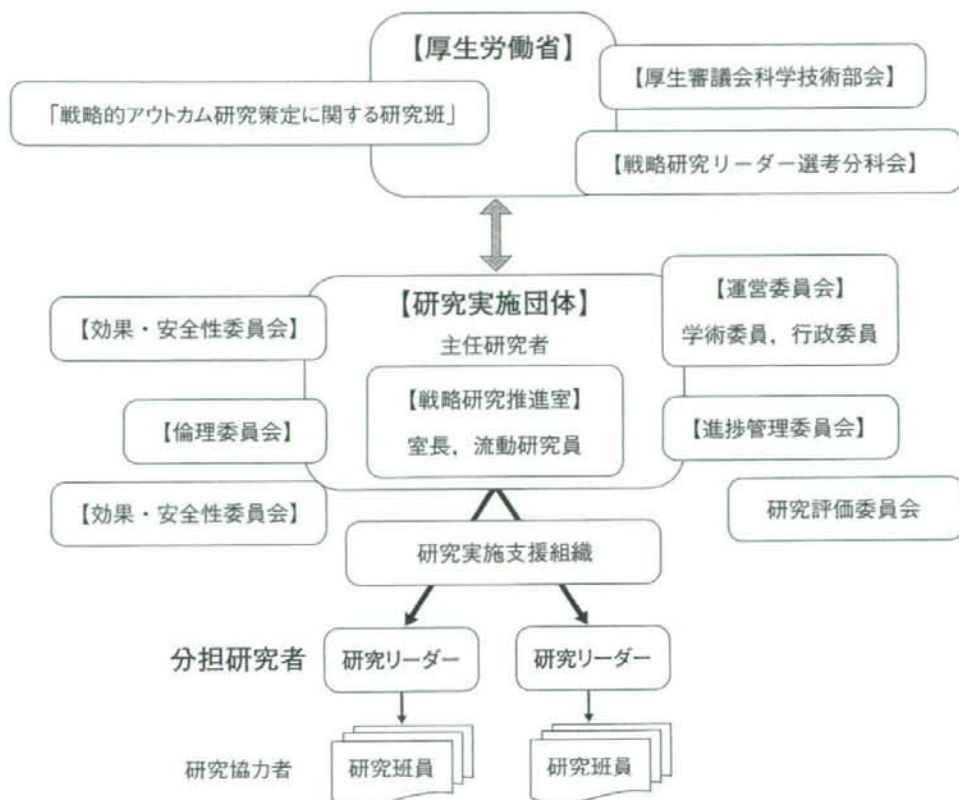 【厚生労働省】
【厚生審議会科学技術部会】
「戦略的アウトカム研究策定に関する研究班」
【戦略研究リーダー選考分科会】
【研究実施団体】
主任研究者
【戦略研究推進室】
室長，流動研究員
【効果・安全性委員会】
【倫理委員会】
【効果・安全性委員会】
【運営委員会】
学術委員，行政委員
【進捗管理委員会】
研究評価委員会
研究実施支援組織
分担研究者
研究リーダー
研究リーダー
研究協力者
研究班員
研究班員